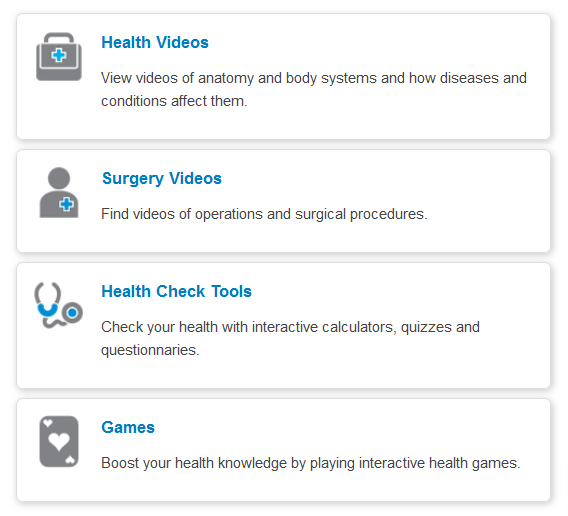 Health Videos
View videos of anatomy and body systems and how diseases and
conditions affect them.
Surgery Videos
Find videos of operations and surgical procedures.
Health Check Tools
Check your health with interactive calculators, quizzes and
questionnaries.
Games
Boost your health knowledge by playing interactive health games.